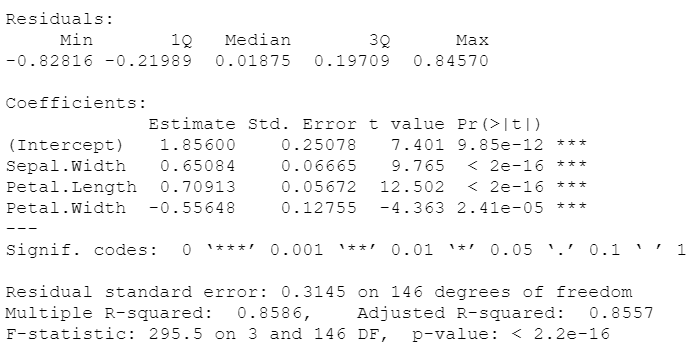 Residuals:
     Min       1Q   Median       3Q      Max
-0.82816 -0.21989  0.01875  0.19709  0.84570

Coefficients:
             Estimate Std. Error t value Pr(>|t|)
(Intercept)   1.85600    0.25078   7.401 9.85e-12 ***
Sepal.Width   0.65084    0.06665   9.765  < 2e-16 ***
Petal.Length  0.70913    0.05672  12.502  < 2e-16 ***
Petal.Width  -0.55648    0.12755  -4.363 2.41e-05 ***
---
Signif. codes:  0 ‘***’ 0.001 ‘**’ 0.01 ‘*’ 0.05 ‘.’ 0.1 ‘ ’ 1

Residual standard error: 0.3145 on 146 degrees of freedom
Multiple R-squared:  0.8586,	Adjusted R-squared:  0.8557
F-statistic: 295.5 on 3 and 146 DF,  p-value: < 2.2e-16